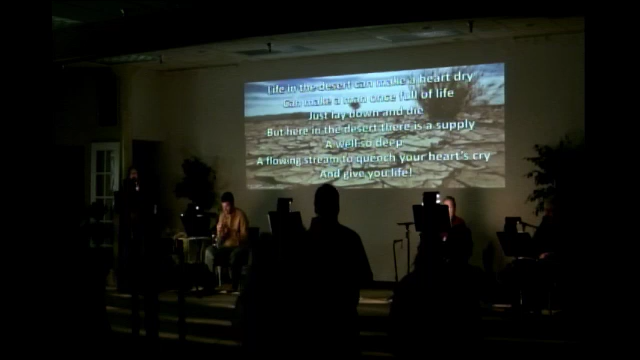 Life in the desert can make a heart dry
Can make a man once full of life
Just lay down and die
But here in the desert there is a supply
A well so deep
A flowing stream to quench your heart's cry
And give you life!